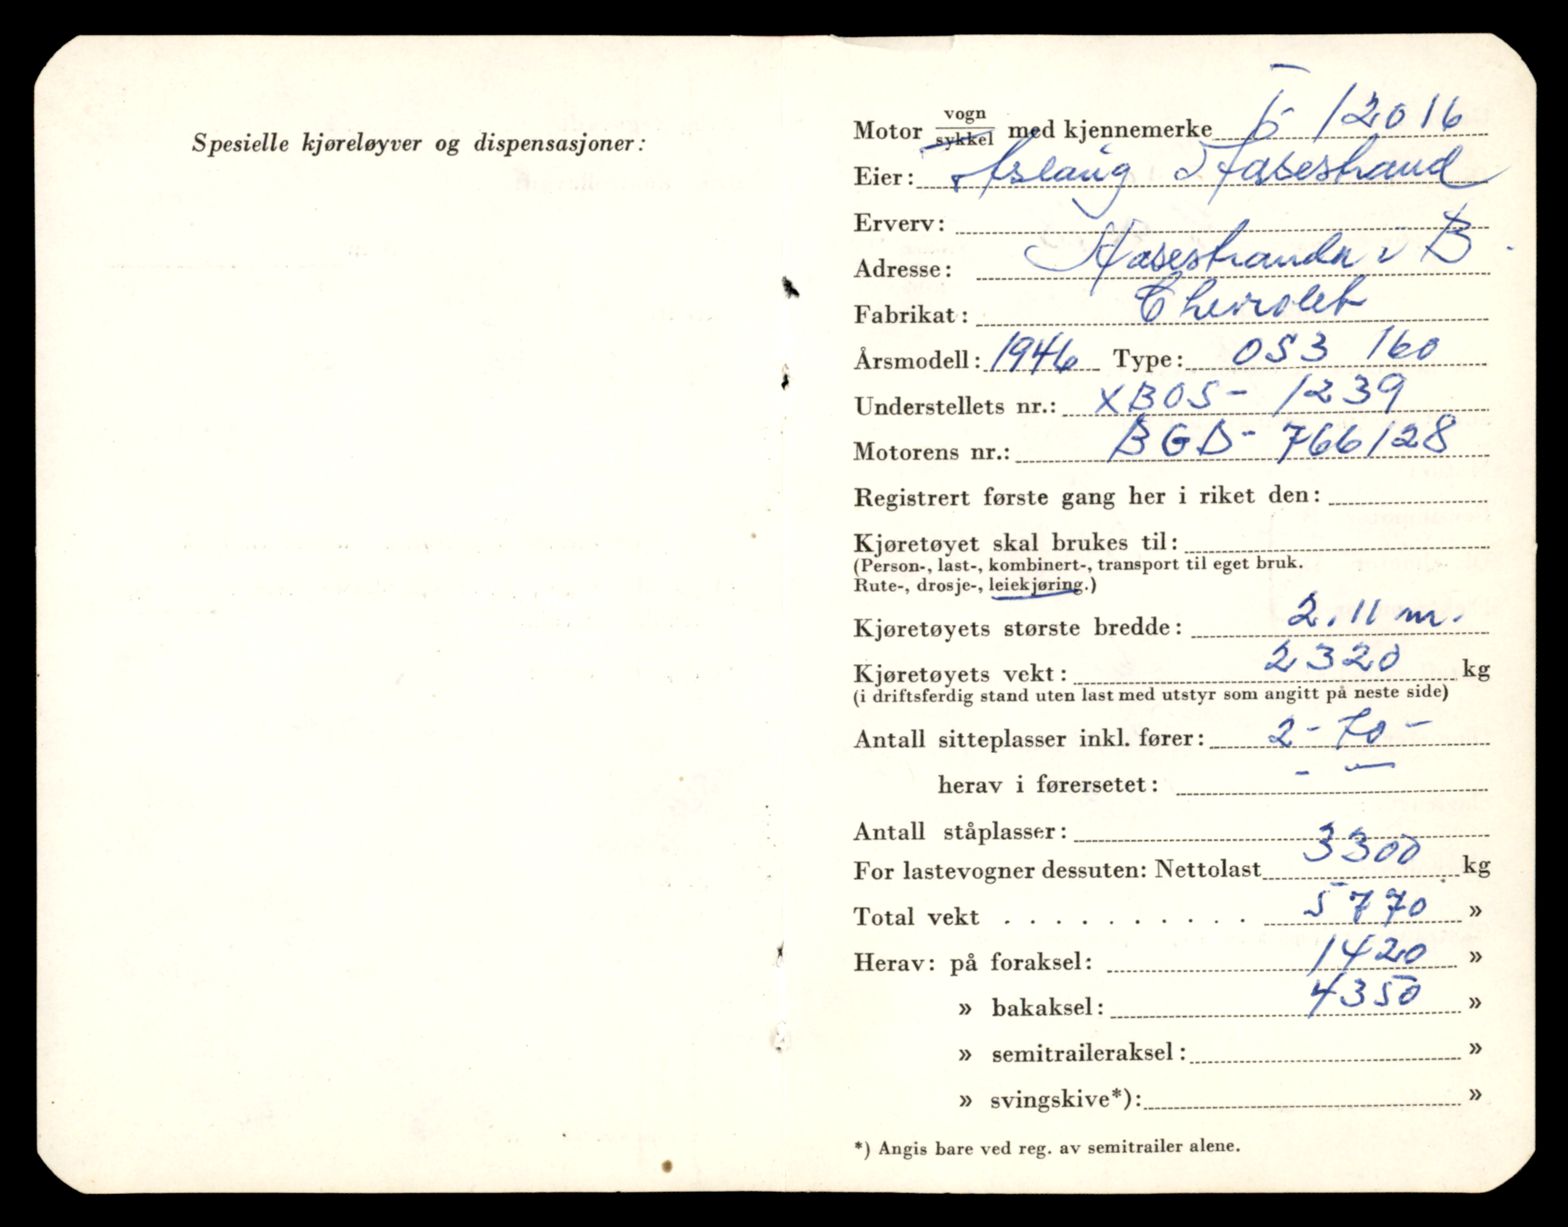 Spesielle kjøreløyver og dispensasjoner:
Motor vogn/sykkel med kjennemerke 12016
Eier: Aslaug Haserstrand
Erverv:
Adresse: i B
Fabrikat: Chevrolet
Årsmodell: 1946 Type: OS3 160
Understellets nr.: XBOS- 1239
Motorens nr.: BGD- 766128
Registrert første gang her i riket den:
Kjøretøyet skal brukes til:
(Person-, last-, kombinert-, transport til eget bruk.
Rute-, drosje-, leiekjøring.)
Kjøretøyets største bredde: 2.11 m.
Kjøretøyets vekt: 2320 kg
(i driftsferdig stand uten last med utstyr som angitt på neste side)
Antall sitteplasser inkl. fører: 2 - to -
herav i førersetet: - —
Antall ståplasser:
For lastevogner dessuten: Nettolast 3300 kg
Total vekt . . . . . . . . . . 5770 »
Herav: på foraksel: 1420 »
» bakaksel: 4350 »
» semitraileraksel: »
» svingskive*): »
*) Angis bare ved reg. av semitrailer alene.